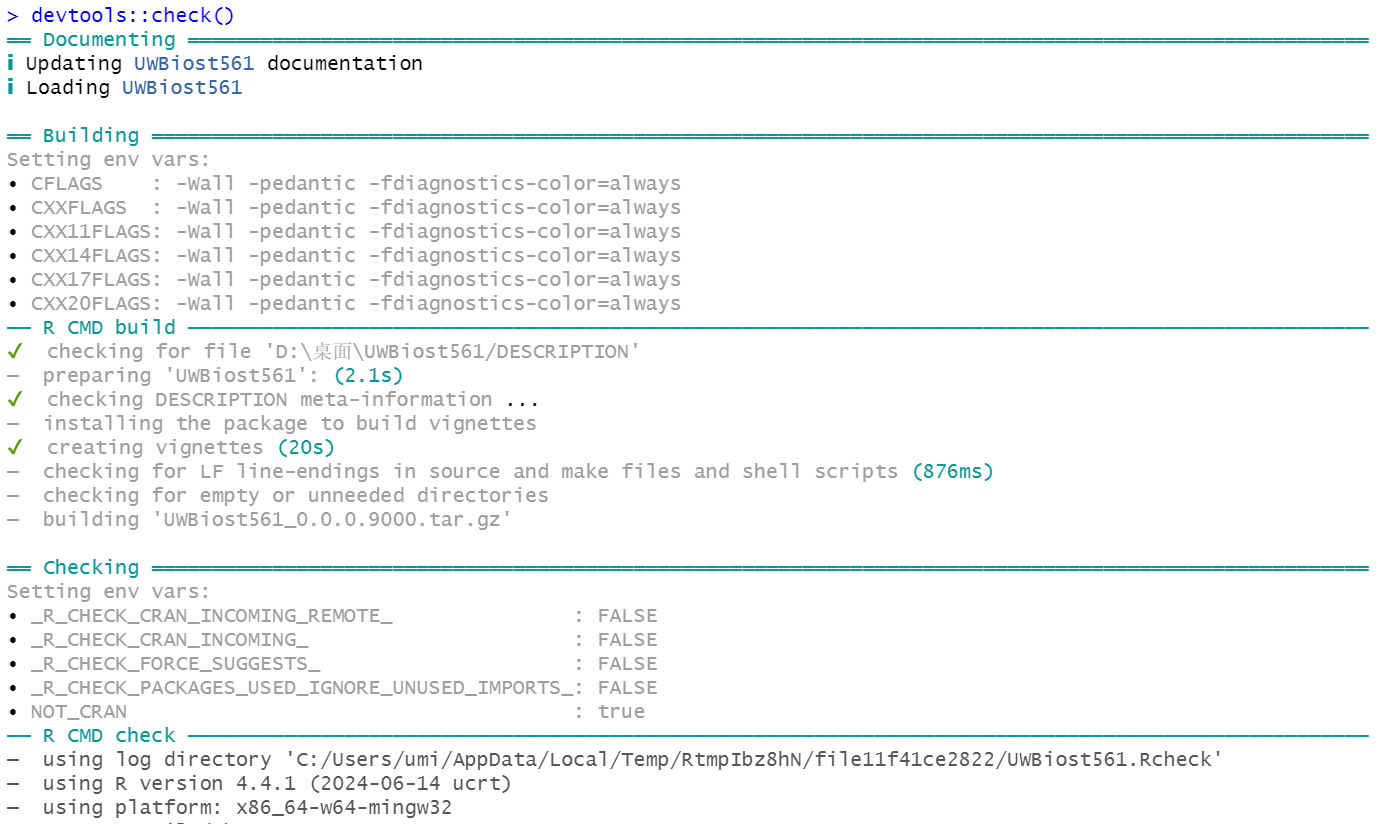 > devtools::check()
══ Documenting ══════════════════════════════════════════════════
ℹ Updating UWBiost561 documentation
ℹ Loading UWBiost561
══ Building ══════════════════════════════════════════════════
Setting env vars:
• CFLAGS    : -Wall -pedantic -fdiagnostics-color=always
• CXXFLAGS  : -Wall -pedantic -fdiagnostics-color=always
• CXX11FLAGS: -Wall -pedantic -fdiagnostics-color=always
• CXX14FLAGS: -Wall -pedantic -fdiagnostics-color=always
• CXX17FLAGS: -Wall -pedantic -fdiagnostics-color=always
• CXX20FLAGS: -Wall -pedantic -fdiagnostics-color=always
── R CMD build ──────────────────────────────────────────────────
✔  checking for file 'D:\桌面\UWBiost561/DESCRIPTION'
─  preparing 'UWBiost561': (2.1s)
✔  checking DESCRIPTION meta-information ...
─  installing the package to build vignettes
✔  creating vignettes (20s)
─  checking for LF line-endings in source and make files and shell scripts (876ms)
─  checking for empty or unneeded directories
─  building 'UWBiost561_0.0.0.9000.tar.gz'
══ Checking ══════════════════════════════════════════════════
Setting env vars:
• _R_CHECK_CRAN_INCOMING_REMOTE_               : FALSE
• _R_CHECK_CRAN_INCOMING_                      : FALSE
• _R_CHECK_FORCE_SUGGESTS_                     : FALSE
• _R_CHECK_PACKAGES_USED_IGNORE_UNUSED_IMPORTS_: FALSE
• NOT_CRAN                                     : true
── R CMD check ──────────────────────────────────────────────────
─  using log directory 'C:/Users/umi/AppData/Local/Temp/RtmpIbz8hN/file11f41ce2822/UWBiost561.Rcheck'
─  using R version 4.4.1 (2024-06-14 ucrt)
─  using platform: x86_64-w64-mingw32